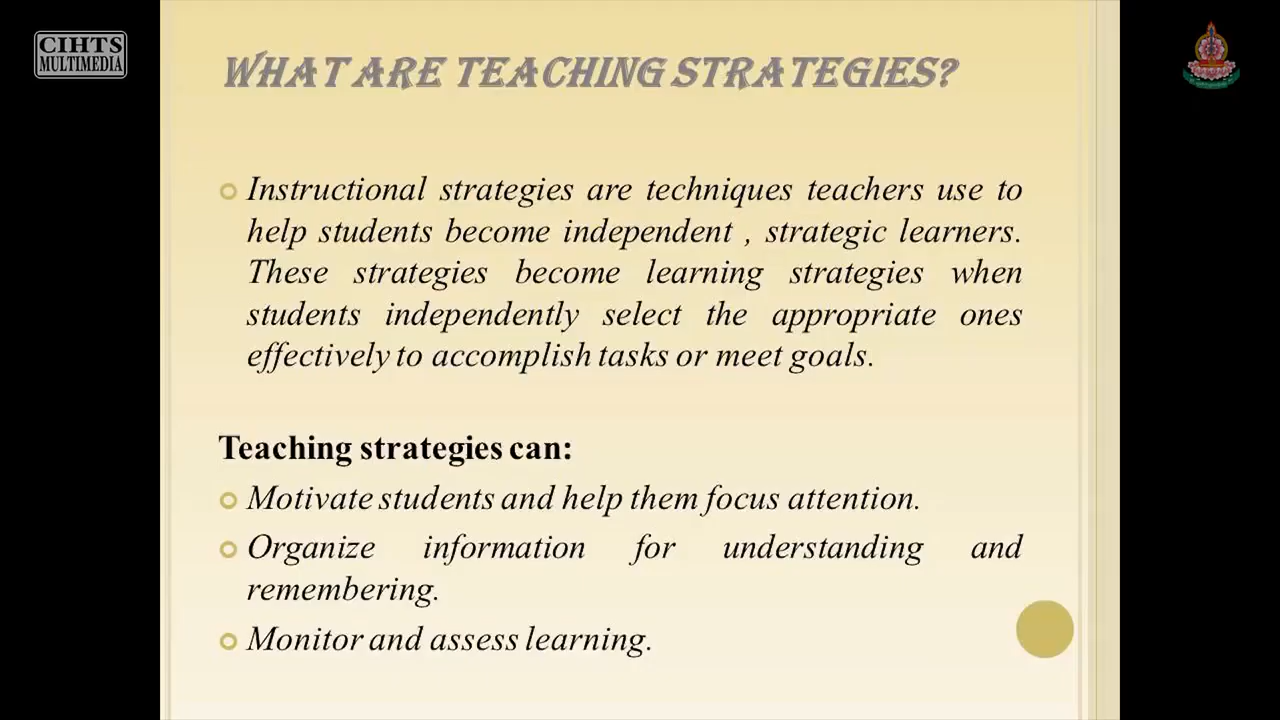 CIHTS
MULTIMEDIA
WHAT ARE TEACHING STRATEGIES?
Instructional strategies are techniques teachers use to
help students become independent , strategic learners.
These strategies become learning strategies when
students independently select the appropriate ones
effectively to accomplish tasks or meet goals.
Teaching strategies can:
Motivate students and help them focus attention.
Organize information for understanding and
remembering.
Monitor and assess learning.